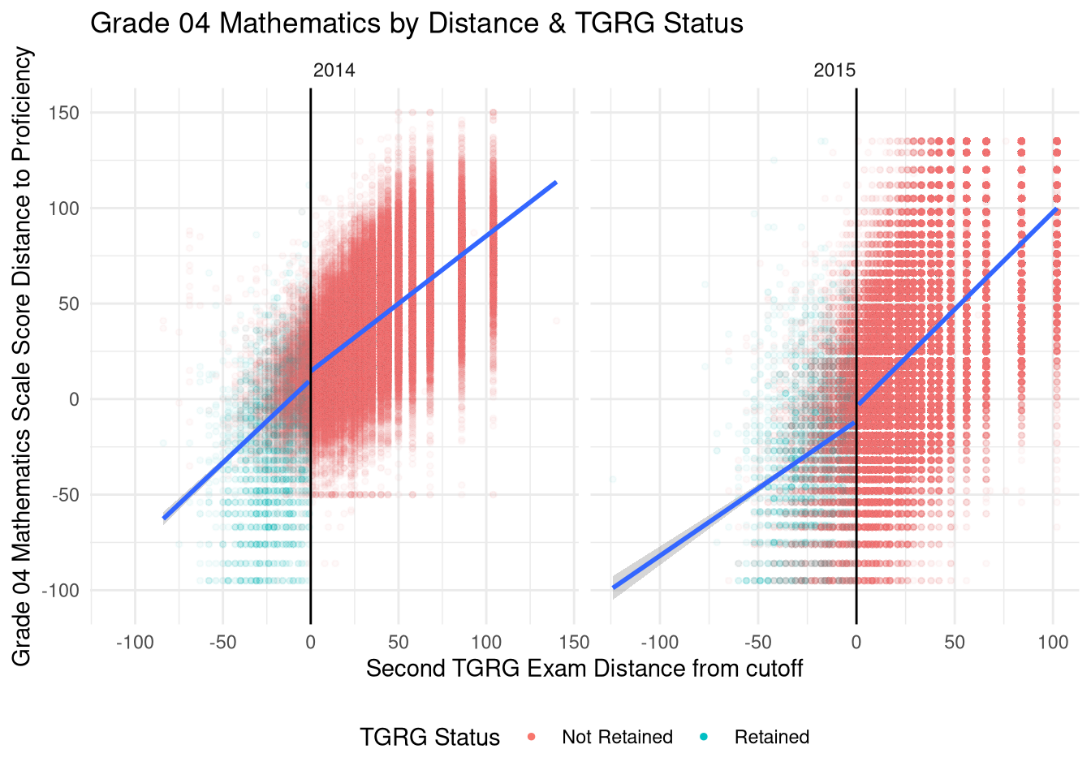 Grade 04 Mathematics by Distance & TGRG Status
2014
2015
Grade 04 Mathematics Scale Score Distance to Proficiency
150
100
50
0
-50
-100
-100 -50 0 50 100 150
-100 -50 0 50 100
Second TGRG Exam Distance from cutoff
TGRG Status Not Retained Retained